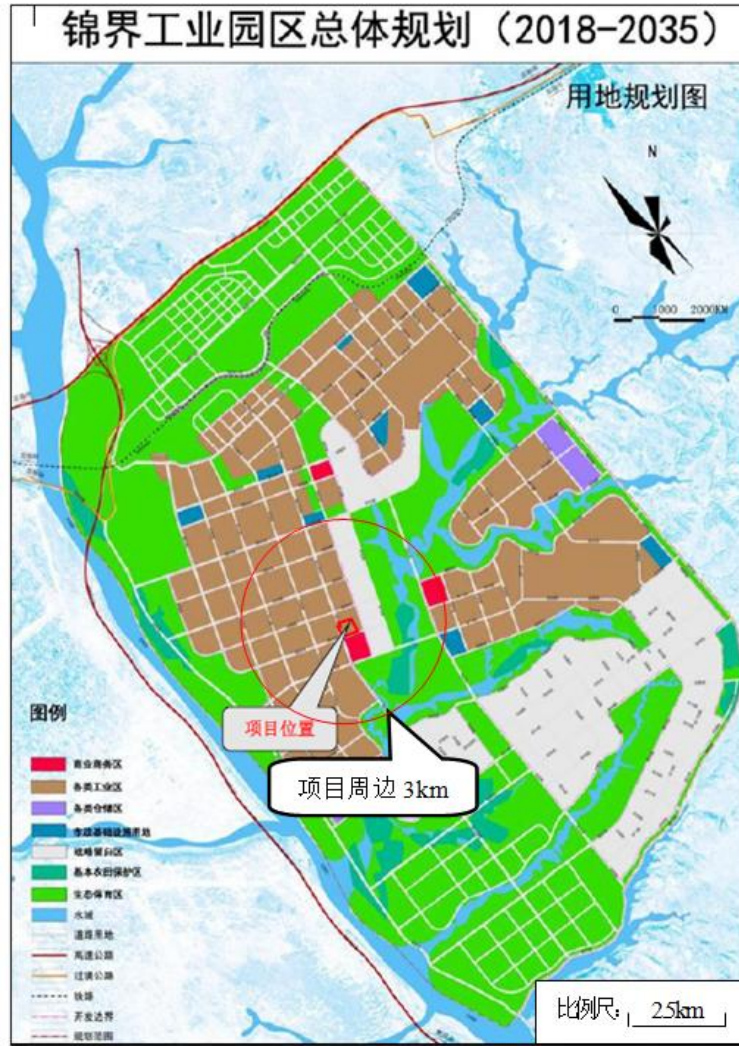 锦界工业园区总体规划（2018-2035）
用地规划图
N
0 1000 2000KM
项目位置
项目周边 3km
图例
商业商务区
各类工业区
各类仓储区
市政基础设施用地
战略留白区
基本农田保护区
生态保育区
水域
道路用地
高速公路
过境公路
铁路
开发边界
规划范围
比例尺: 25km